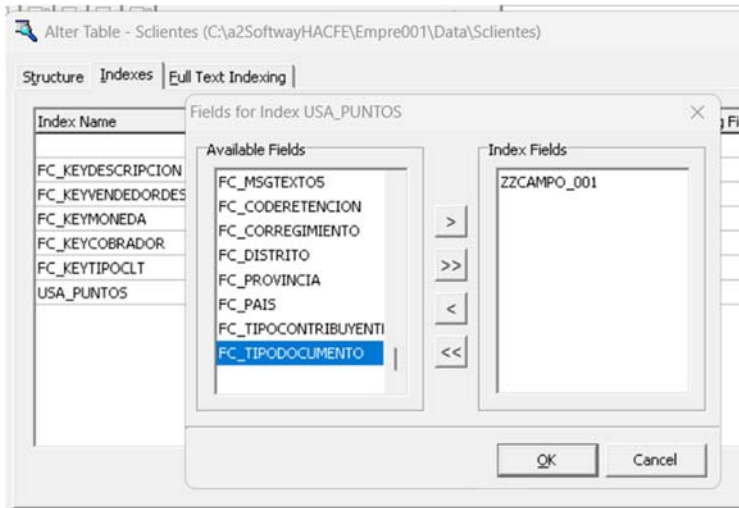 Alter Table - Sclientes (C:\a2SoftwayHACFE\Empre001\Data\Sclientes)
Structure Indexes Full Text Indexing
Index Name
FC_KEYDESCRIPCION
FC_KEYVENDEDORDES
FC_KEYMONEDA
FC_KEYCOBRADOR
FC_KEYTIPOCLT
USA_PUNTOS
Fields for Index USA_PUNTOS
Available Fields
FC_MSGTEXTO5
FC_CODERETENCION
FC_CORREGIMIENTO
FC_DISTRITO
FC_PROVINCIA
FC_PAIS
FC_TIPOCONTRIBUYENT
FC_TIPODOCUMENTO
>
>>
<
<<
Index Fields
ZZCAMPO_001
OK Cancel